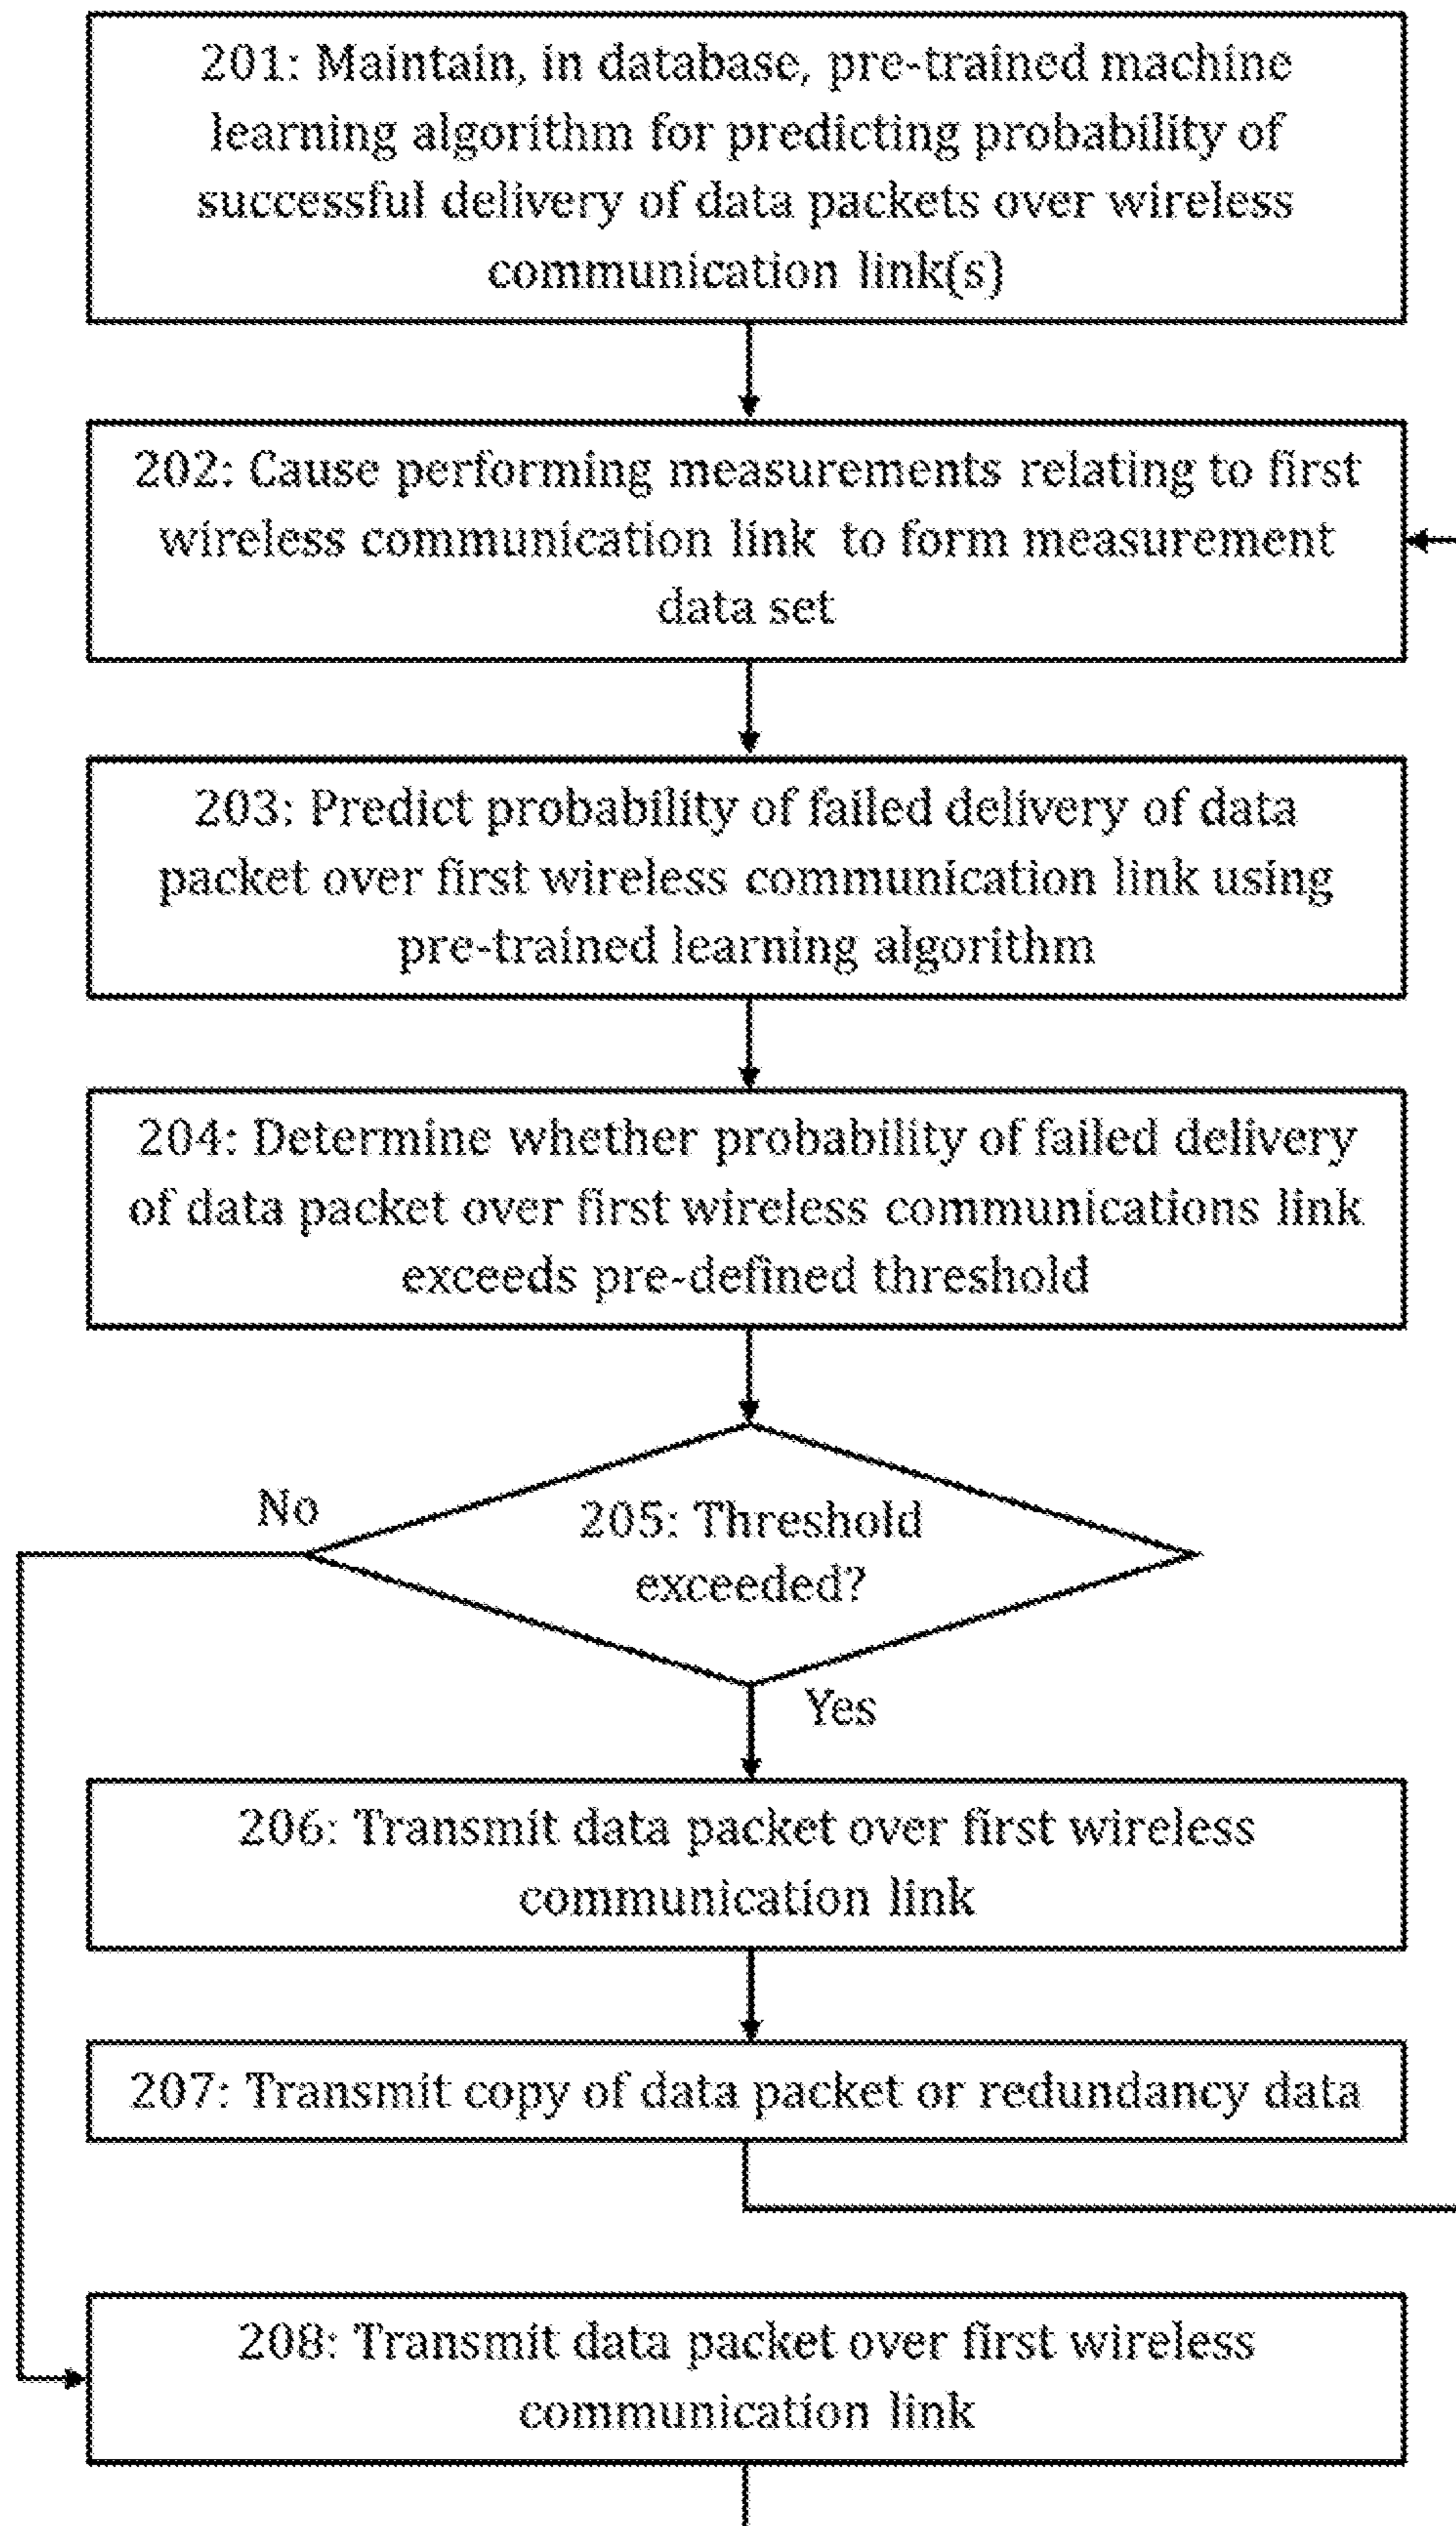 201: Maintain, in database, pre-trained machine
learning algorithm for predicting probability of
successful delivery of data packets over wireless
communication link(s)
202: Cause performing measurements relating to first
wireless communication link to form measurement
data set
203: Predict probability of failed delivery of data
packet over first wireless communication link using
pre-trained learning algorithm
204: Determine whether probability of failed delivery
of data packet over first wireless communications link
exceeds pre-defined threshold
No
205: Threshold
exceeded?
Yes
206: Transmit data packet over first wireless
communication link
207: Transmit copy of data packet or redundancy data
208: Transmit data packet over first wireless
communication link